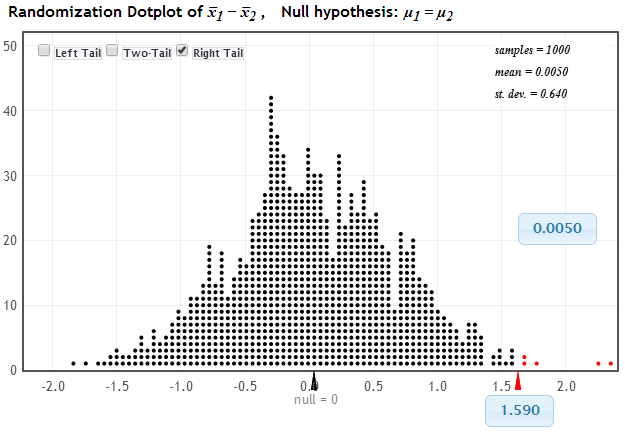 Randomization Dotplot of x̄₁ − x̄₂ , Null hypothesis: μ₁ = μ₂
50
Left Tail Two-Tail Right Tail
samples = 1000
mean = 0.0050
st. dev. = 0.640
40
30
20
0.0050
10
0
-2.0 -1.5 -1.0 -0.5 0.0 0.5 1.0 1.5 2.0
null = 0
1.590